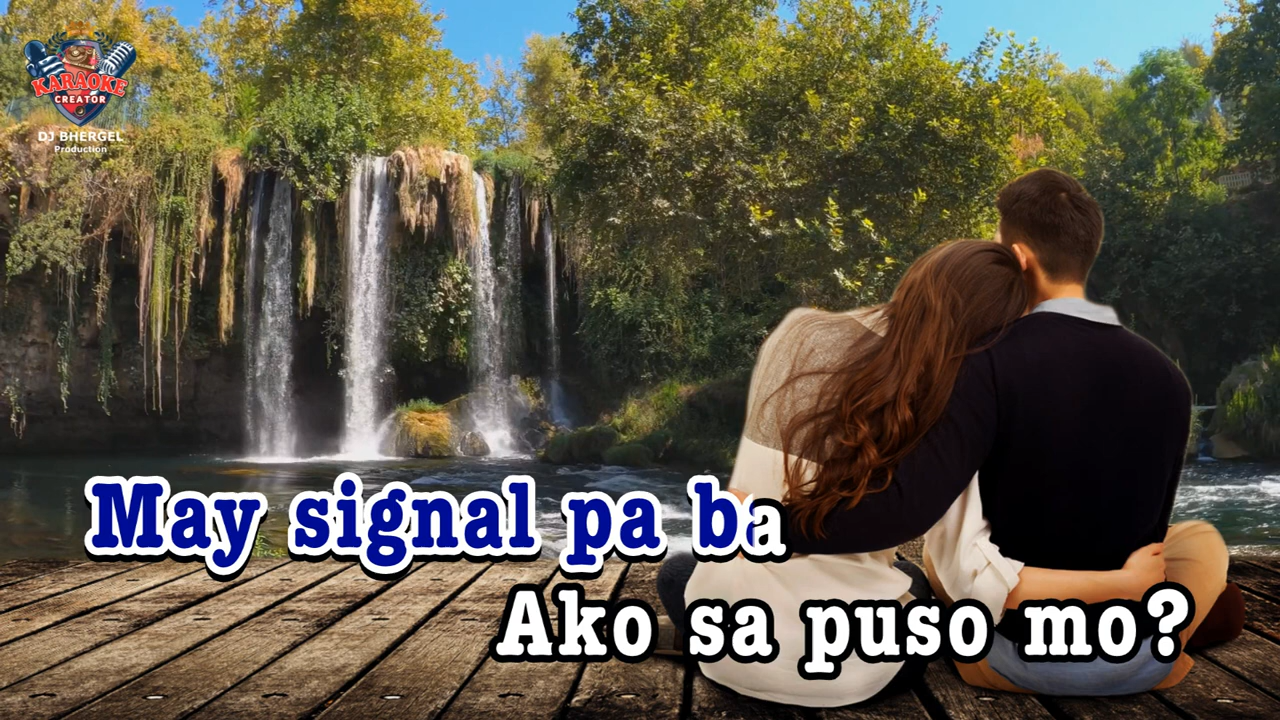 KARAOKE
CREATOR
DJ BHERGEL
Production
May signal pa ba
Ako sa puso mo?